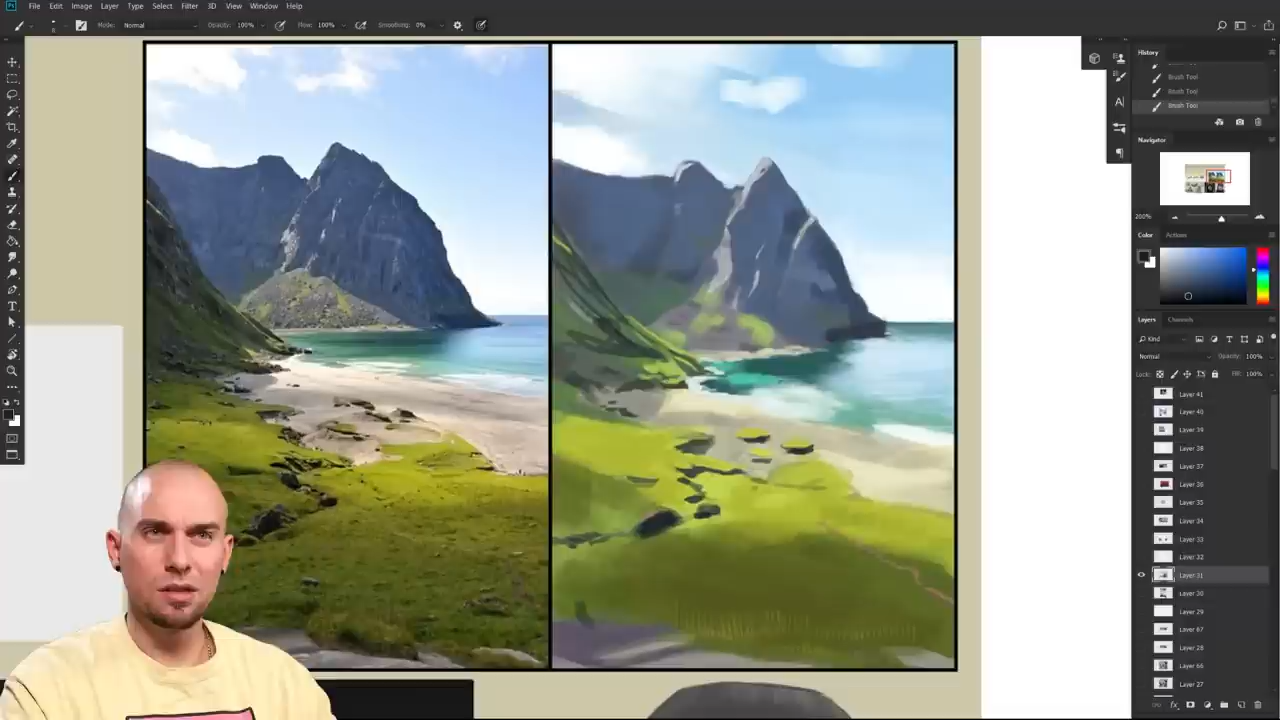 Ps File Edit Image Layer Type Select Filter 3D View Window Help
Mode: Normal Opacity: 100% Flow: 100% Smoothing: 0%
History
Brush Tool
Brush Tool
Brush Tool
Navigator
200%
Color Actions
Layers Channels
Kind
Normal Opacity: 100%
Lock: Fill: 100%
Layer 41
Layer 40
Layer 39
Layer 38
Layer 37
Layer 36
Layer 35
Layer 34
Layer 33
Layer 32
Layer 31
Layer 30
Layer 29
Layer 67
Layer 28
Layer 66
Layer 27
fx